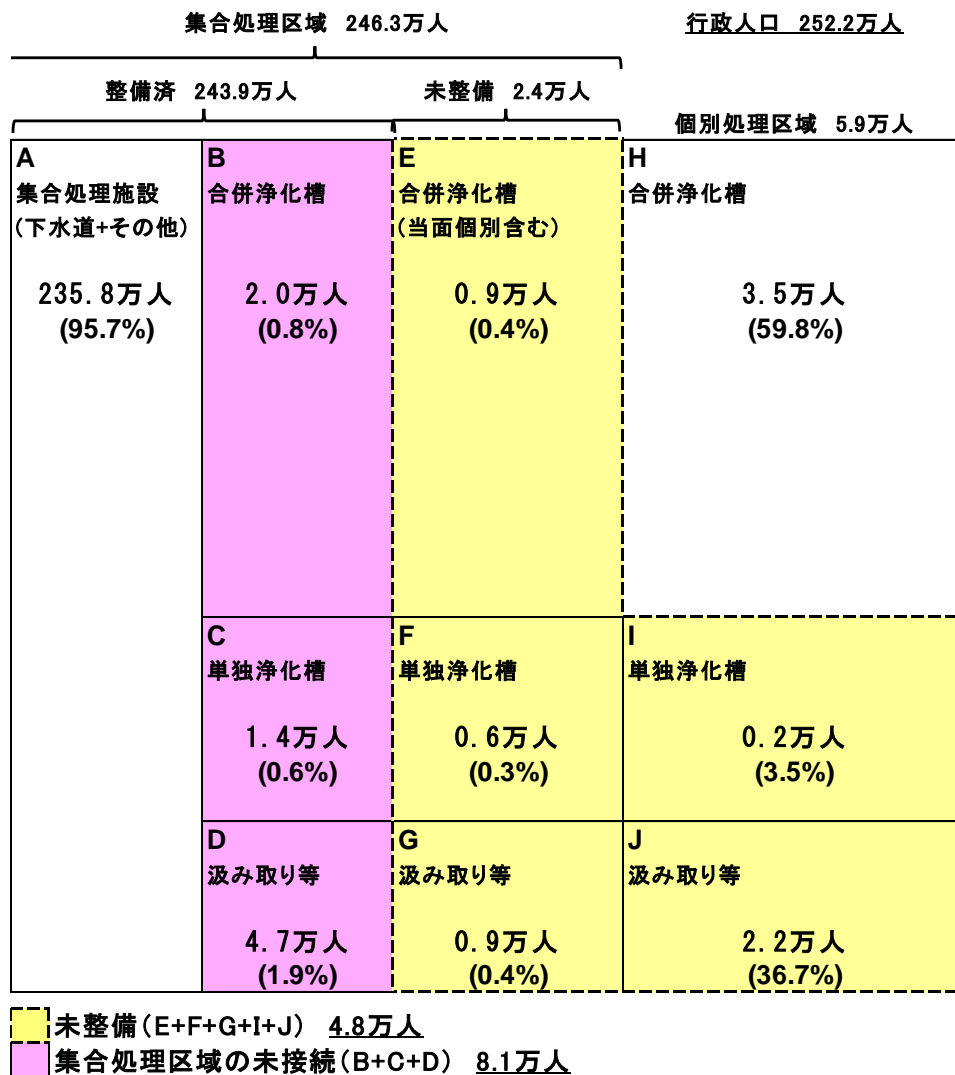 集合処理区域 246.3万人
行政人口 252.2万人
整備済 243.9万人
未整備 2.4万人
個別処理区域 5.9万人
A
集合処理施設
(下水道+その他)
235.8万人
(95.7%)
B
合併浄化槽
2.0万人
(0.8%)
E
合併浄化槽
(当面個別含む)
0.9万人
(0.4%)
H
合併浄化槽
3.5万人
(59.8%)
C
単独浄化槽
1.4万人
(0.6%)
F
単独浄化槽
0.6万人
(0.3%)
I
単独浄化槽
0.2万人
(3.5%)
D
汲み取り等
4.7万人
(1.9%)
G
汲み取り等
0.9万人
(0.4%)
J
汲み取り等
2.2万人
(36.7%)
未整備(E+F+G+I+J) 4.8万人
集合処理区域の未接続(B+C+D) 8.1万人